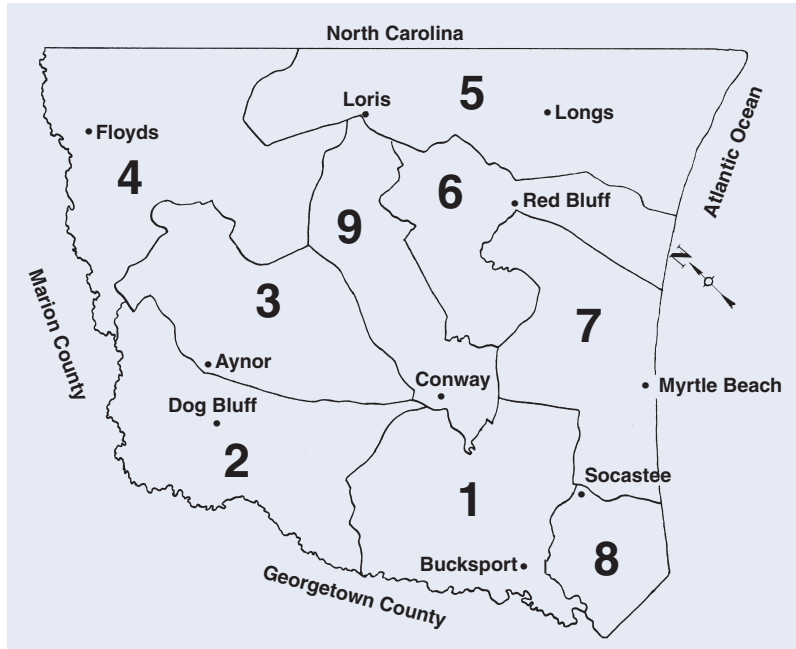 North Carolina
5
Loris
Longs
Floyds
4
Atlantic Ocean
6
Red Bluff
9
N
3
7
Marion County
Aynor
Conway
Myrtle Beach
Dog Bluff
2
Socastee
1
8
Bucksport
Georgetown County